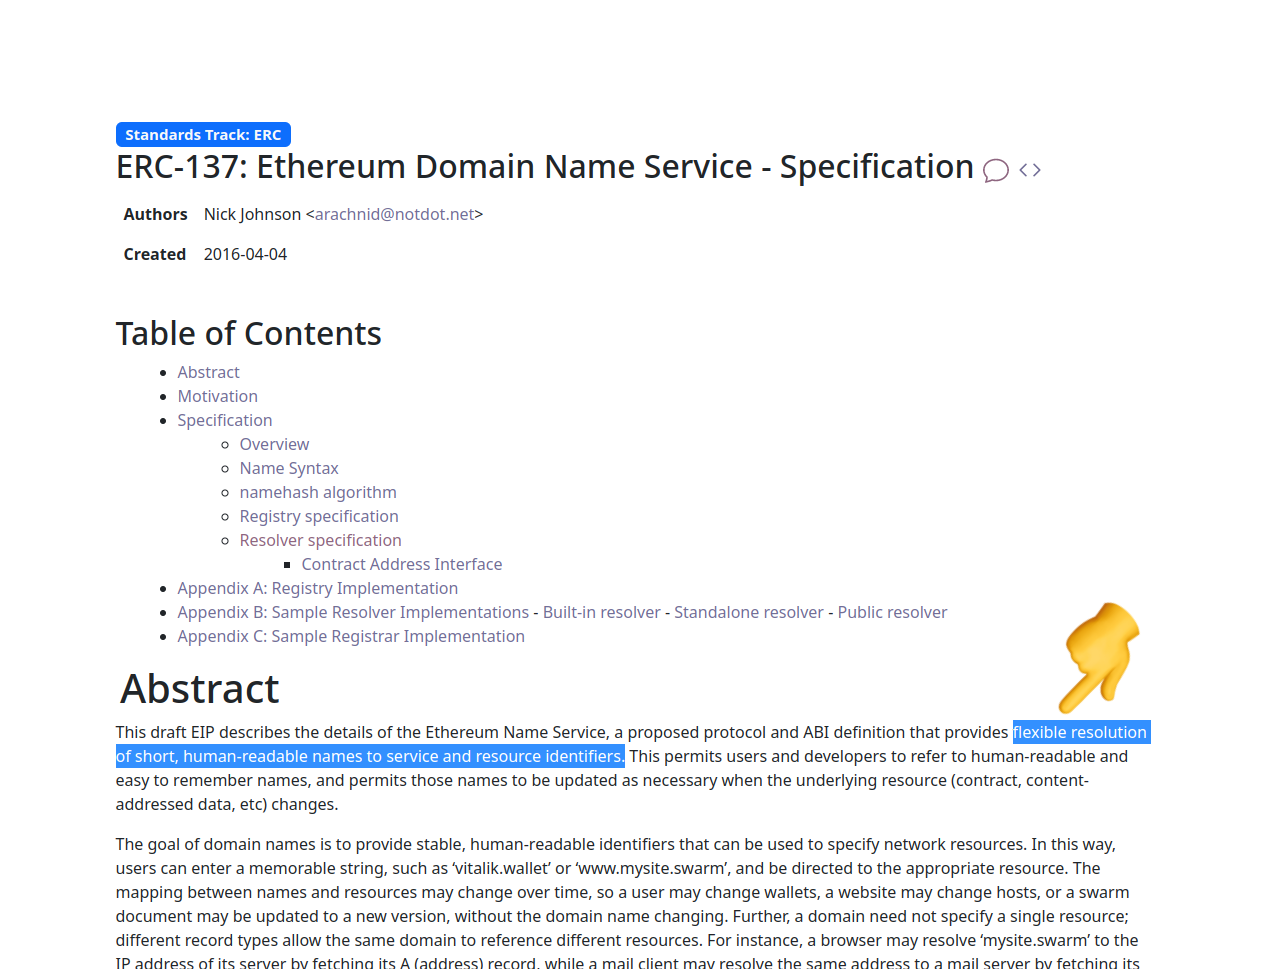 Standards Track: ERC
ERC-137: Ethereum Domain Name Service - Specification
Authors Nick Johnson <arachnid@notdot.net>
Created 2016-04-04
Table of Contents
Abstract
Motivation
Specification
Overview
Name Syntax
namehash algorithm
Registry specification
Resolver specification
Contract Address Interface
Appendix A: Registry Implementation
Appendix B: Sample Resolver Implementations - Built-in resolver - Standalone resolver - Public resolver
Appendix C: Sample Registrar Implementation
Abstract
This draft EIP describes the details of the Ethereum Name Service, a proposed protocol and ABI definition that provides flexible resolution
of short, human-readable names to service and resource identifiers. This permits users and developers to refer to human-readable and
easy to remember names, and permits those names to be updated as necessary when the underlying resource (contract, content-
addressed data, etc) changes.
The goal of domain names is to provide stable, human-readable identifiers that can be used to specify network resources. In this way,
users can enter a memorable string, such as ‘vitalik.wallet’ or ‘www.mysite.swarm’, and be directed to the appropriate resource. The
mapping between names and resources may change over time, so a user may change wallets, a website may change hosts, or a swarm
document may be updated to a new version, without the domain name changing. Further, a domain need not specify a single resource;
different record types allow the same domain to reference different resources. For instance, a browser may resolve ‘mysite.swarm’ to the
IP address of its server by fetching its A (address) record, while a mail client may resolve the same address to a mail server by fetching its